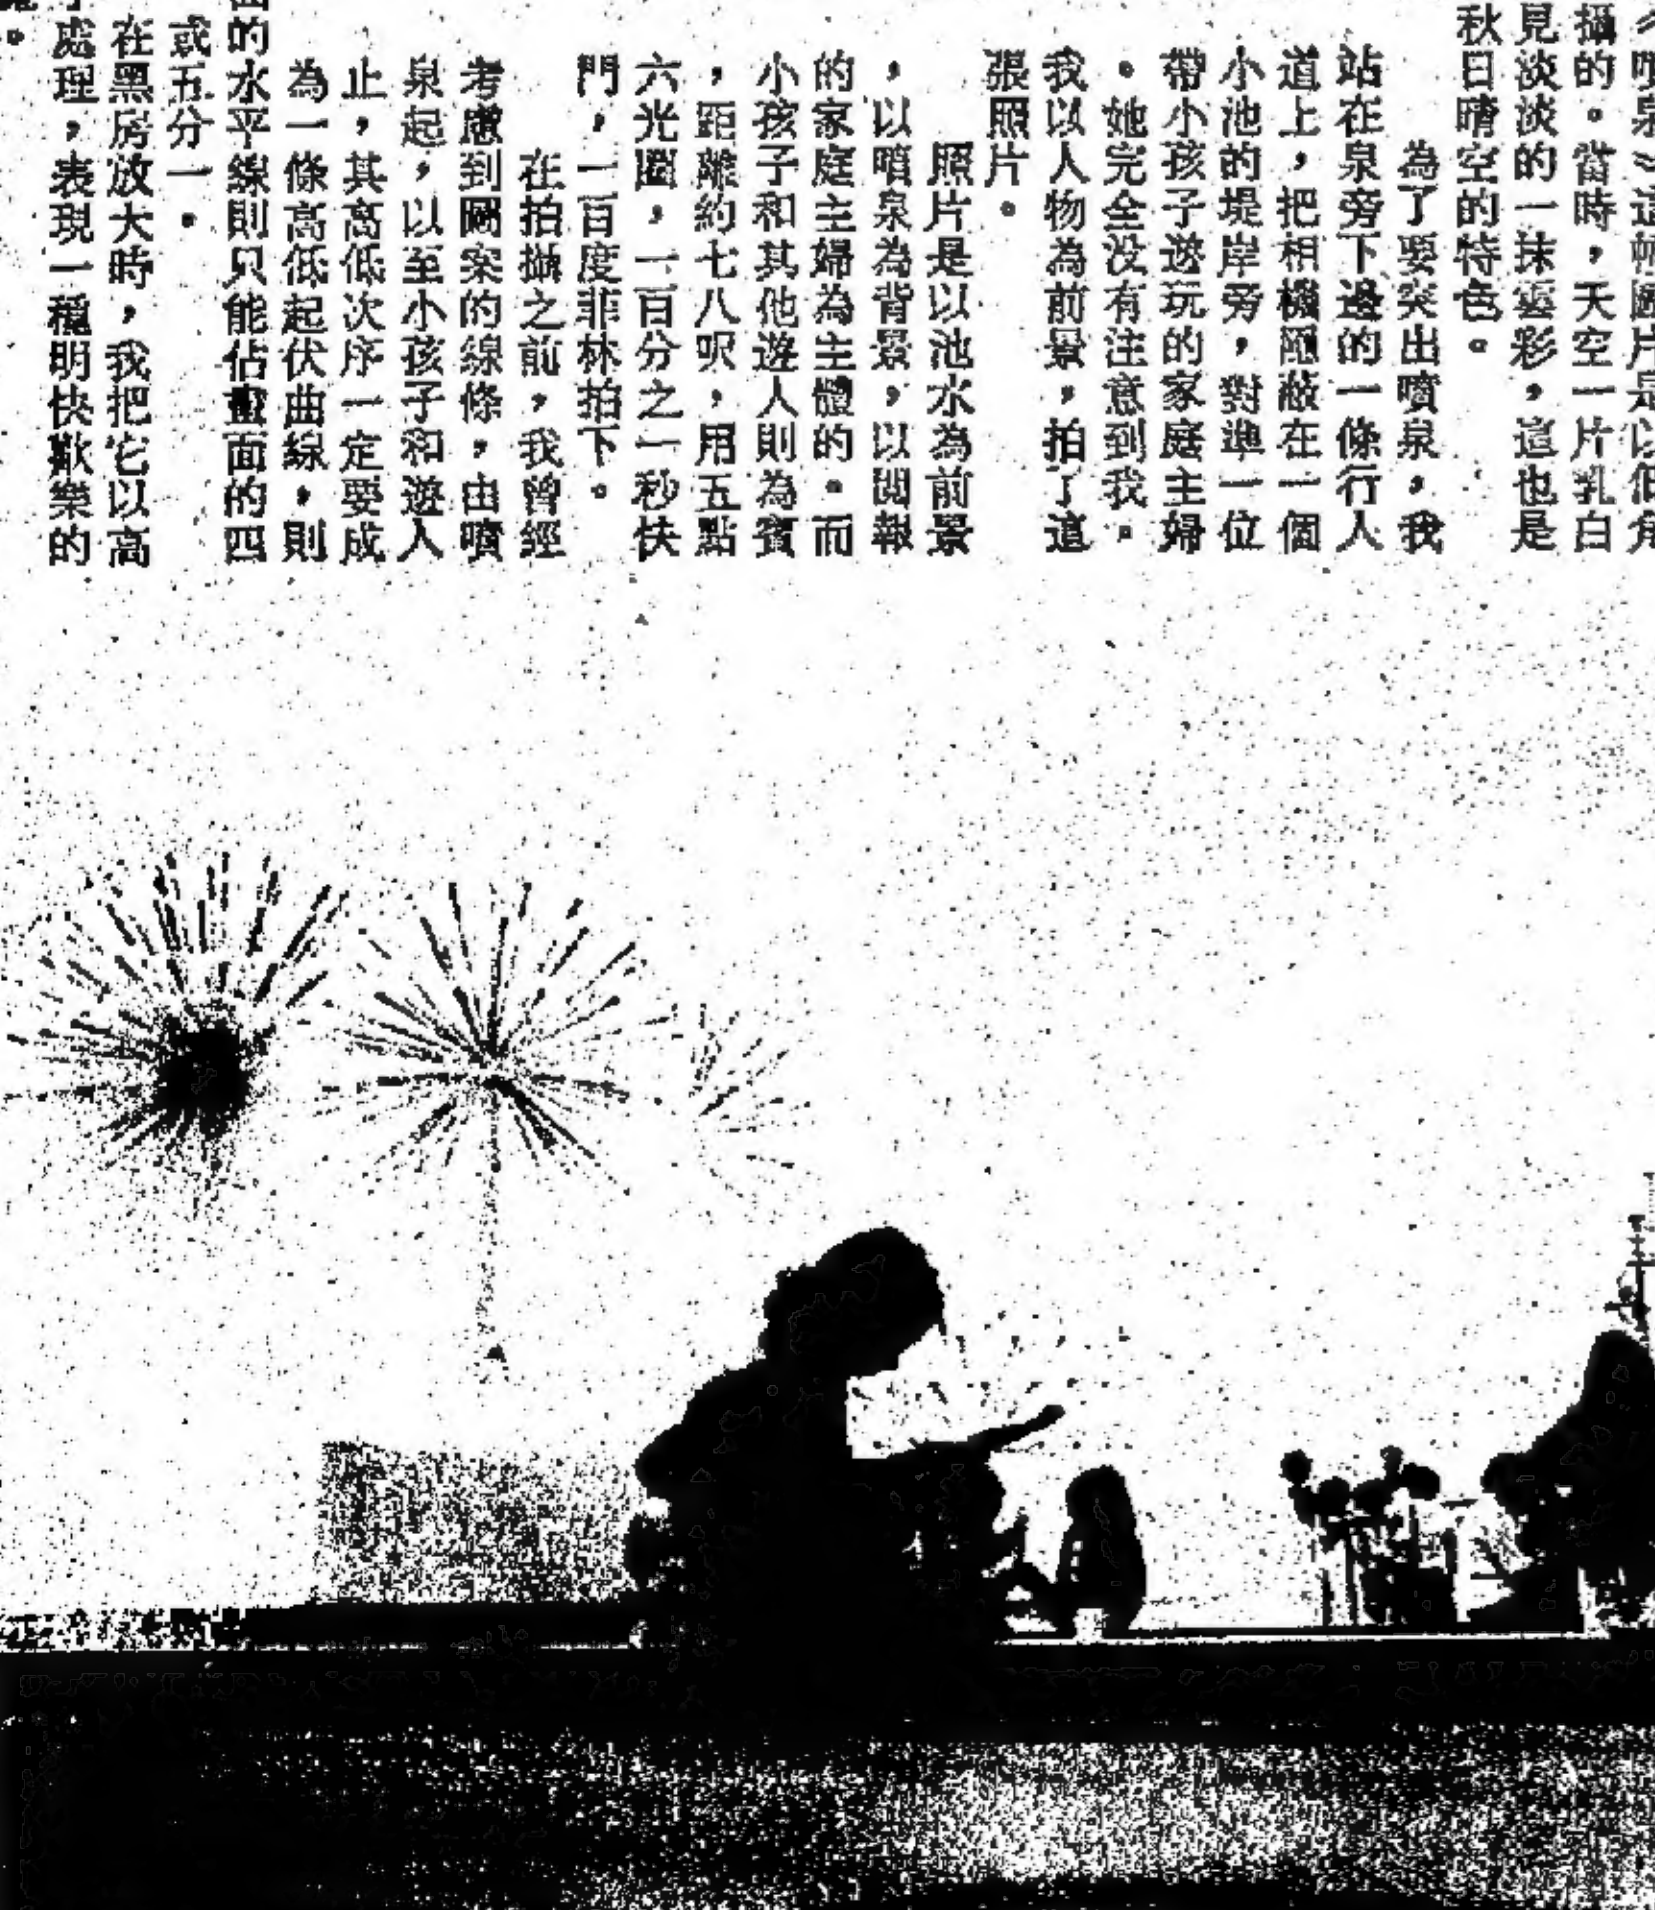 噴泉》這幀圖片是以低角
攝的。當時，天空一片乳白
見淡淡的一抹雲彩，這也是
秋日晴空的特色。
為了要突出噴泉，我
站在泉旁下邊的一條行人
道上，把相機隱蔽在一個
小池的堤岸旁，對準一位
帶小孩子遊玩的家庭主婦
。她完全没有注意到我。
我以人物為前景，拍了這
張照片。
照片是以池水為前景
，以噴泉為背景，以閱報
的家庭主婦為主體的。而
小孩子和其他遊人則為賓
，距離約七八呎，用五點
六光圈，一百分之一秒快
門，一百度菲林拍下。
在拍攝之前，我曾經
考慮到圖案的線條，由噴
泉起，以至小孩子和遊人
止，其高低次序一定要成
為一條高低起伏曲線，則
的水平線則只能佔畫面的四
或五分一。
在黑房放大時，我把它以高
處理，表現一種明快歡樂的
。